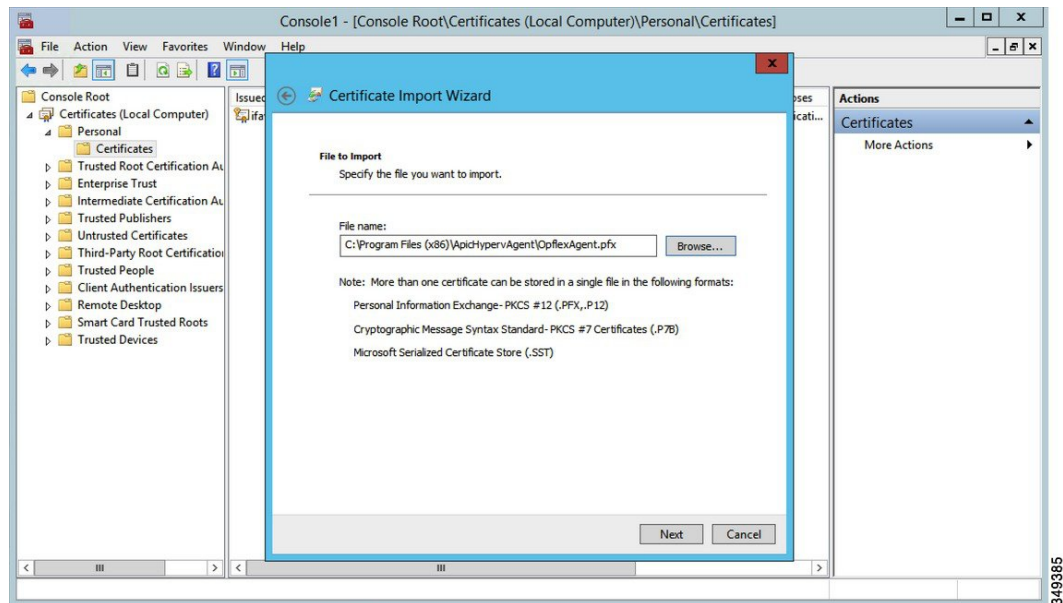 Console1 - [Console Root\Certificates (Local Computer)\Personal\Certificates]
File Action View Favorites Window Help
Console Root
Certificates (Local Computer)
Personal
Certificates
Trusted Root Certification Au
Enterprise Trust
Intermediate Certification Au
Trusted Publishers
Untrusted Certificates
Third-Party Root Certification
Trusted People
Client Authentication Issuers
Remote Desktop
Smart Card Trusted Roots
Trusted Devices
Issued
ifa
Certificate Import Wizard
File to Import
Specify the file you want to import.
File name:
C:\Program Files (x86)\ApicHypervAgent\OpflexAgent.pfx
Browse...
Note: More than one certificate can be stored in a single file in the following formats:
Personal Information Exchange- PKCS #12 (.PFX,.P12)
Cryptographic Message Syntax Standard- PKCS #7 Certificates (.P7B)
Microsoft Serialized Certificate Store (.SST)
Next Cancel
oses
icati...
Actions
Certificates
More Actions
349385